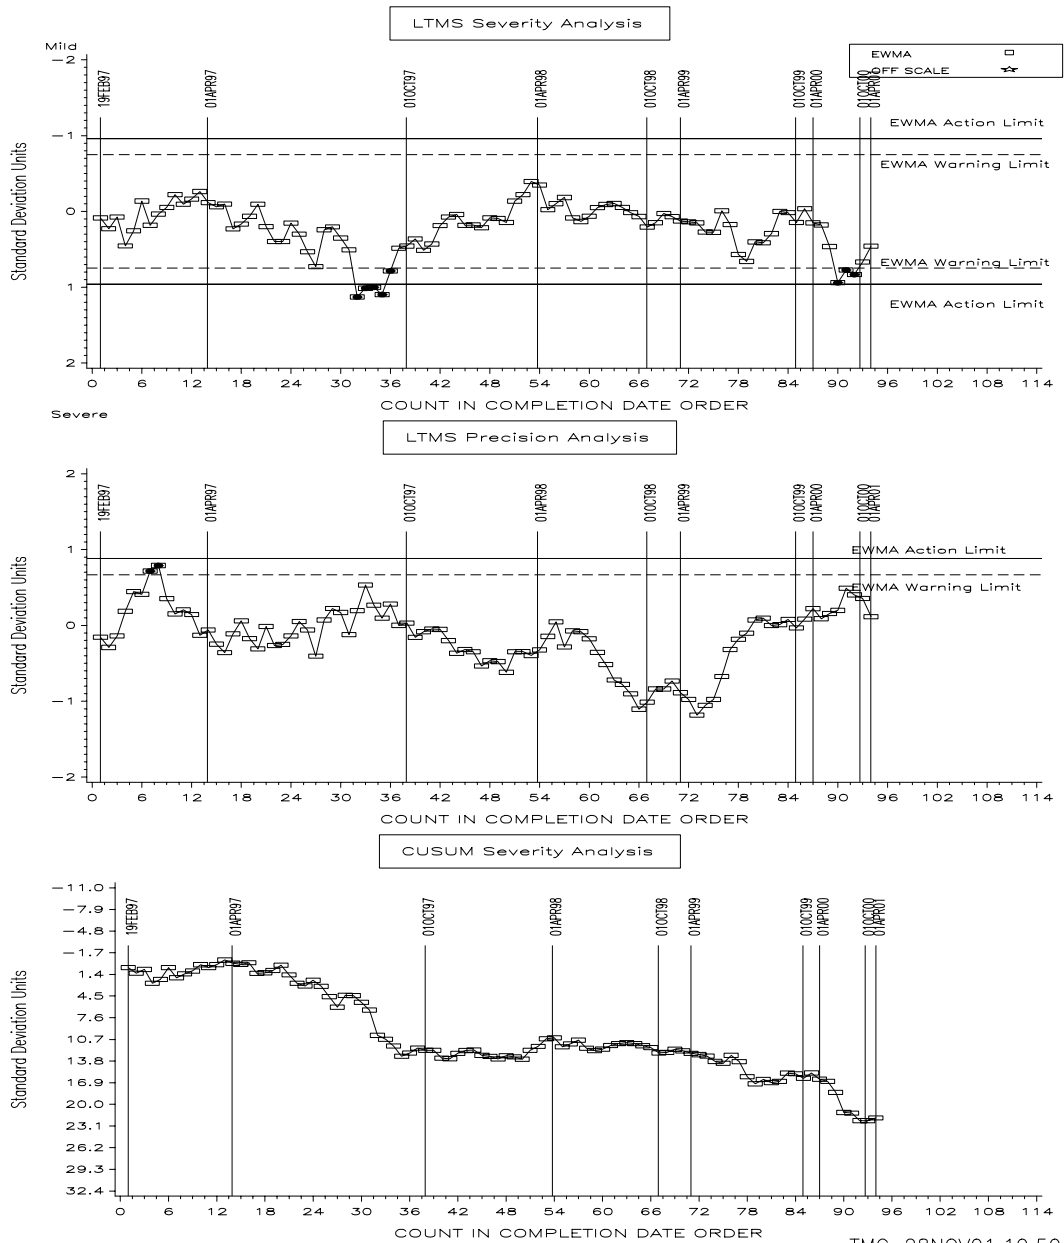 LTMS Severity Analysis
Mild
EWMA
OFF SCALE
19FEB97
01APR97
01OCT97
01APR98
01OCT98
01APR99
01OCT99
01APR00
01OCT00
01APR01
EWMA Action Limit
EWMA Warning Limit
EWMA Warning Limit
EWMA Action Limit
Standard Deviation Units
-2
-1
0
1
2
0 6 12 18 24 30 36 42 48 54 60 66 72 78 84 90 96 102 108 114
COUNT IN COMPLETION DATE ORDER
Severe
LTMS Precision Analysis
19FEB97
01APR97
01OCT97
01APR98
01OCT98
01APR99
01OCT99
01APR00
01OCT00
01APR01
EWMA Action Limit
EWMA Warning Limit
Standard Deviation Units
2
1
0
-1
-2
0 6 12 18 24 30 36 42 48 54 60 66 72 78 84 90 96 102 108 114
COUNT IN COMPLETION DATE ORDER
CUSUM Severity Analysis
19FEB97
01APR97
01OCT97
01APR98
01OCT98
01APR99
01OCT99
01APR00
01OCT00
01APR01
Standard Deviation Units
-11.0
-7.9
-4.8
-1.7
1.4
4.5
7.6
10.7
13.8
16.9
20.0
23.1
26.2
29.3
32.4
0 6 12 18 24 30 36 42 48 54 60 66 72 78 84 90 96 102 108 114
COUNT IN COMPLETION DATE ORDER